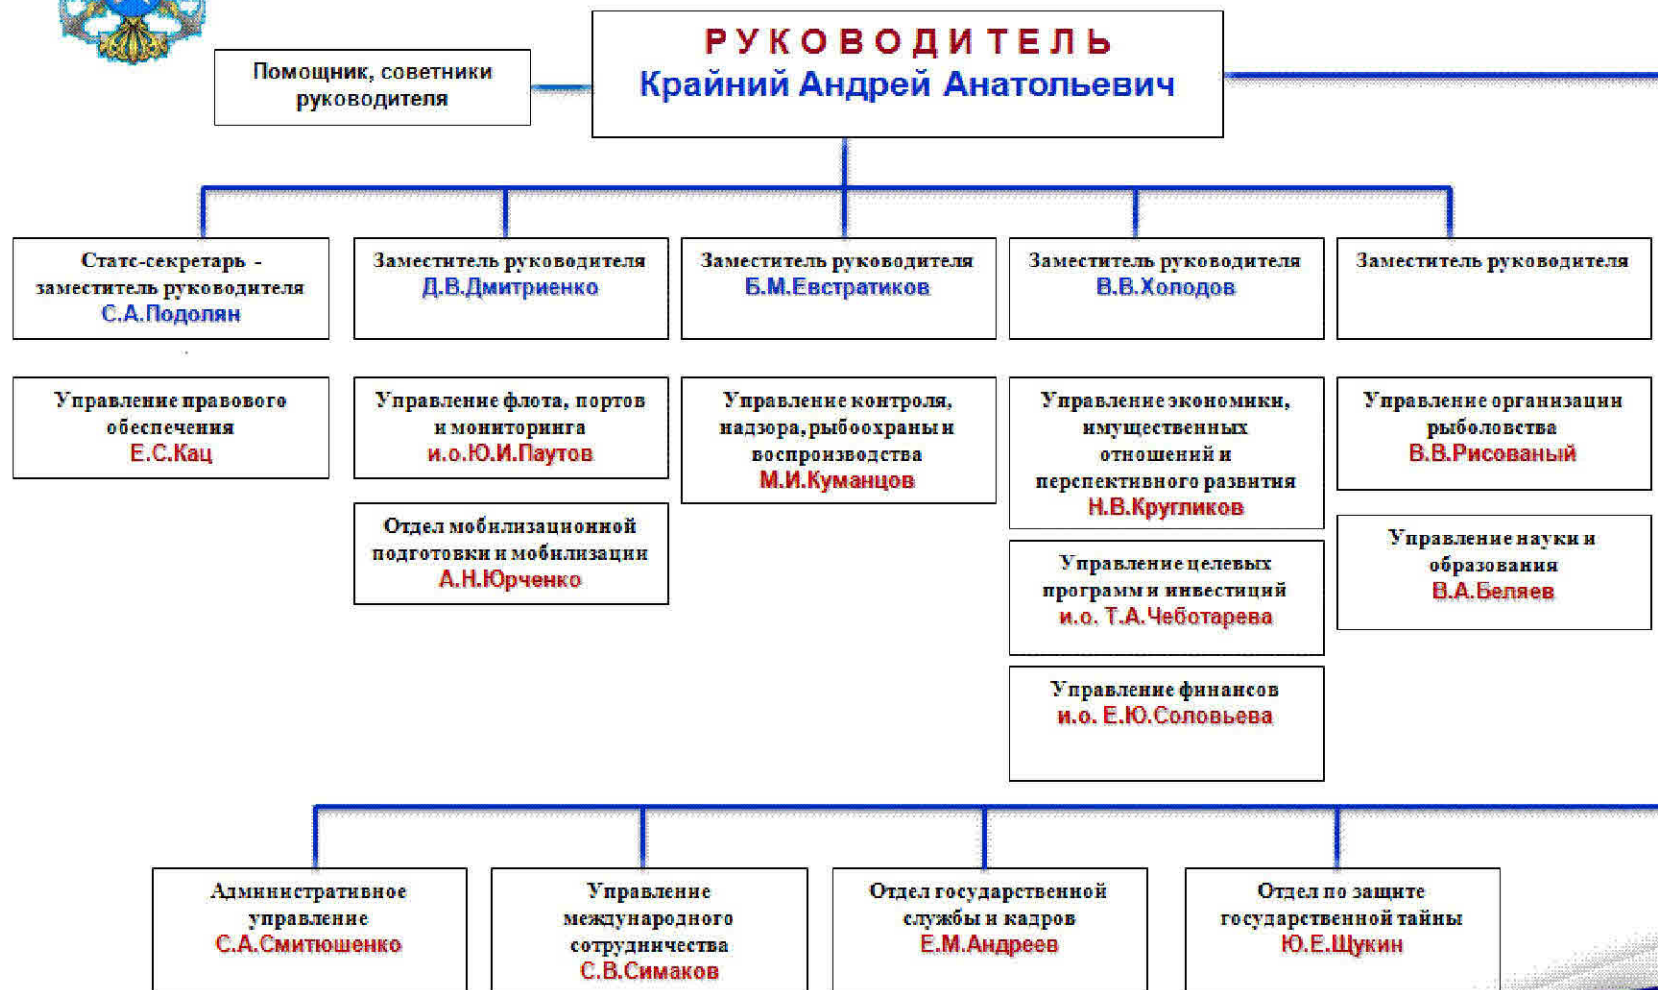 РУКОВОДИТЕЛЬ
Крайний Андрей Анатольевич
Помощник, советники
руководителя
Статс-секретарь -
заместитель руководителя
С.А.Подолян
Заместитель руководителя
Д.В.Дмитриенко
Заместитель руководителя
Б.М.Евстратиков
Заместитель руководителя
В.В.Холодов
Заместитель руководителя
Управление правового
обеспечения
Е.С.Кац
Управление флота, портов
и мониторинга
и.о.Ю.И.Паутов
Управление контроля,
надзора, рыбоохраны и
воспроизводства
М.И.Куманцов
Управление экономики,
имущественных
отношений и
перспективного развития
Н.В.Кругликов
Управление организации
рыболовства
В.В.Рисованый
Отдел мобилизационной
подготовки и мобилизации
А.Н.Юрченко
Управление целевых
программ и инвестиций
и.о. Т.А.Чеботарева
Управление науки и
образования
В.А.Беляев
Управление финансов
и.о. Е.Ю.Соловьева
Административное
управление
С.А.Смитюшенко
Управление
международного
сотрудничества
С.В.Симаков
Отдел государственной
службы и кадров
Е.М.Андреев
Отдел по защите
государственной тайны
Ю.Е.Щукин